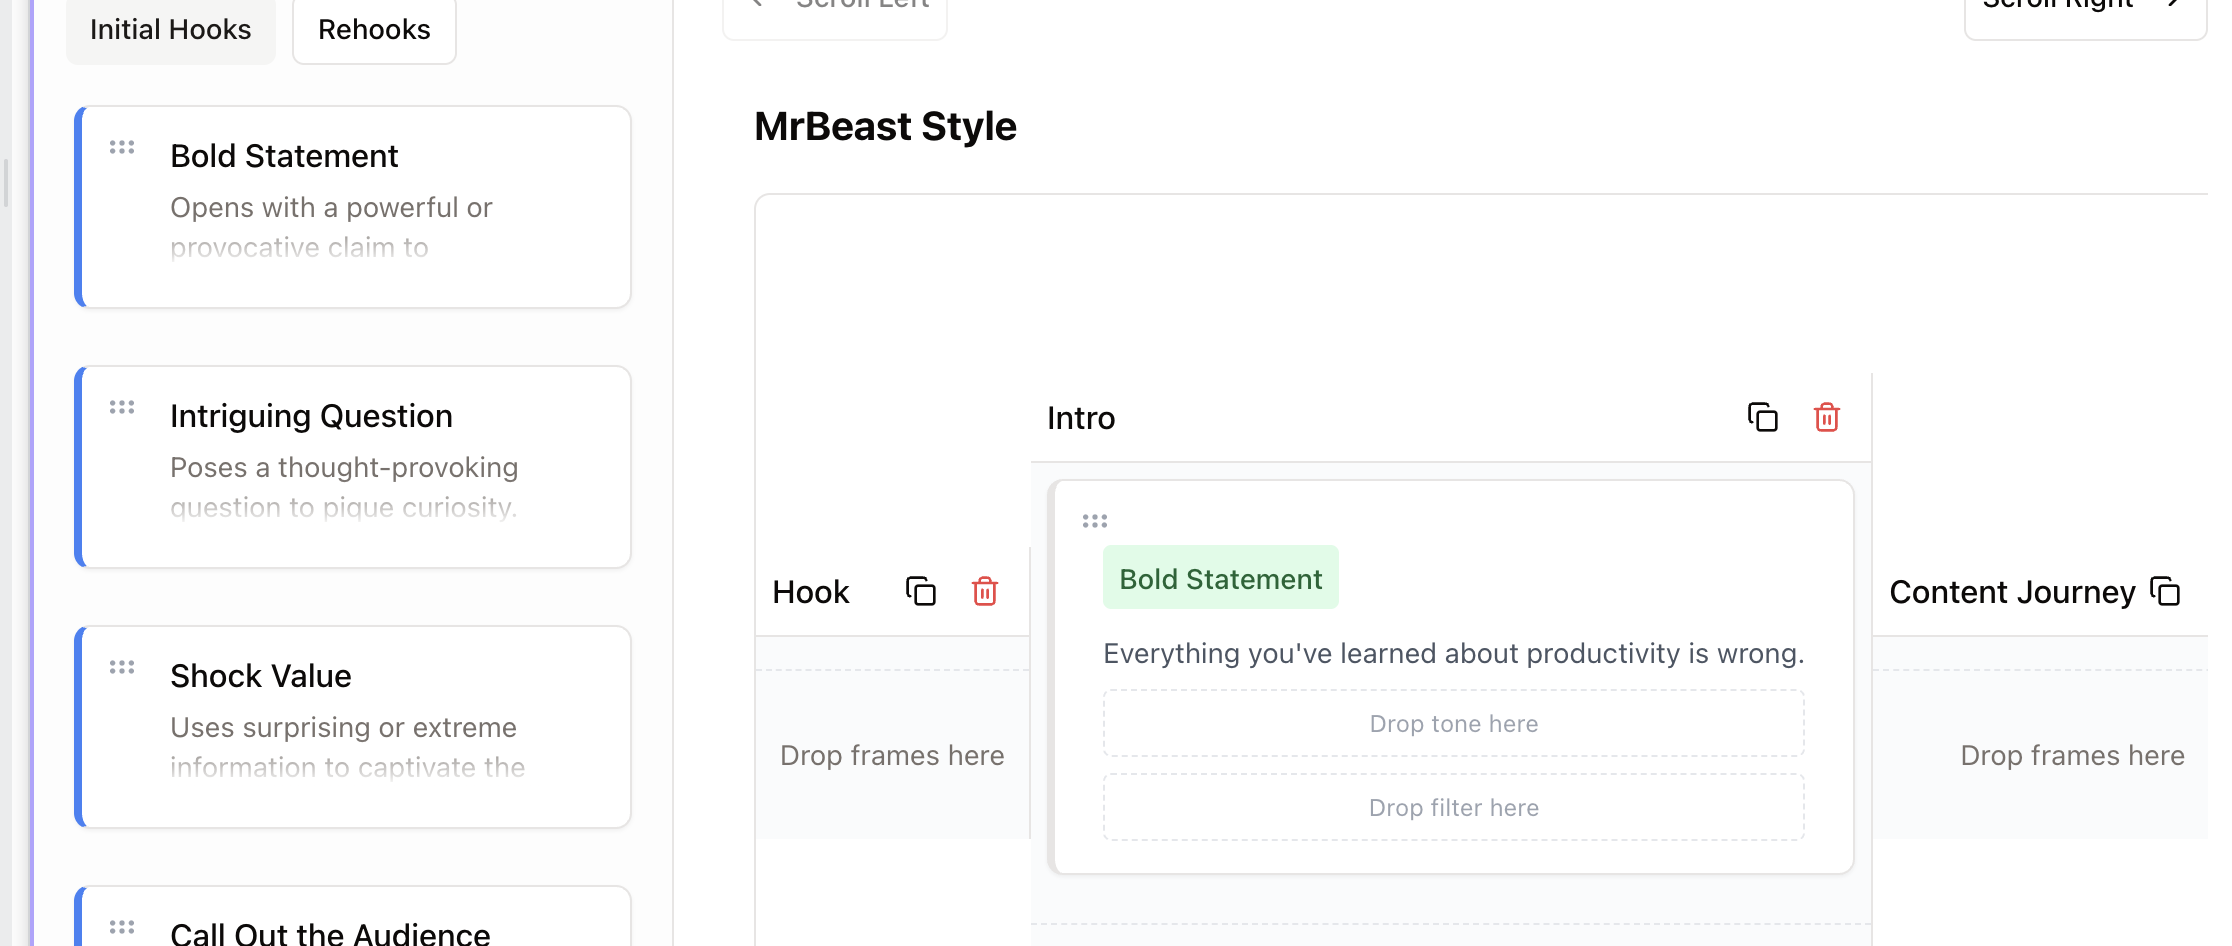 Initial Hooks
Rehooks
Bold Statement
Opens with a powerful or
provocative claim to
Intriguing Question
Poses a thought-provoking
question to pique curiosity.
Shock Value
Uses surprising or extreme
information to captivate the
Call Out the Audience
Scroll Left
Scroll Right
MrBeast Style
Hook
Drop frames here
Intro
Bold Statement
Everything you've learned about productivity is wrong.
Drop tone here
Drop filter here
Content Journey
Drop frames here